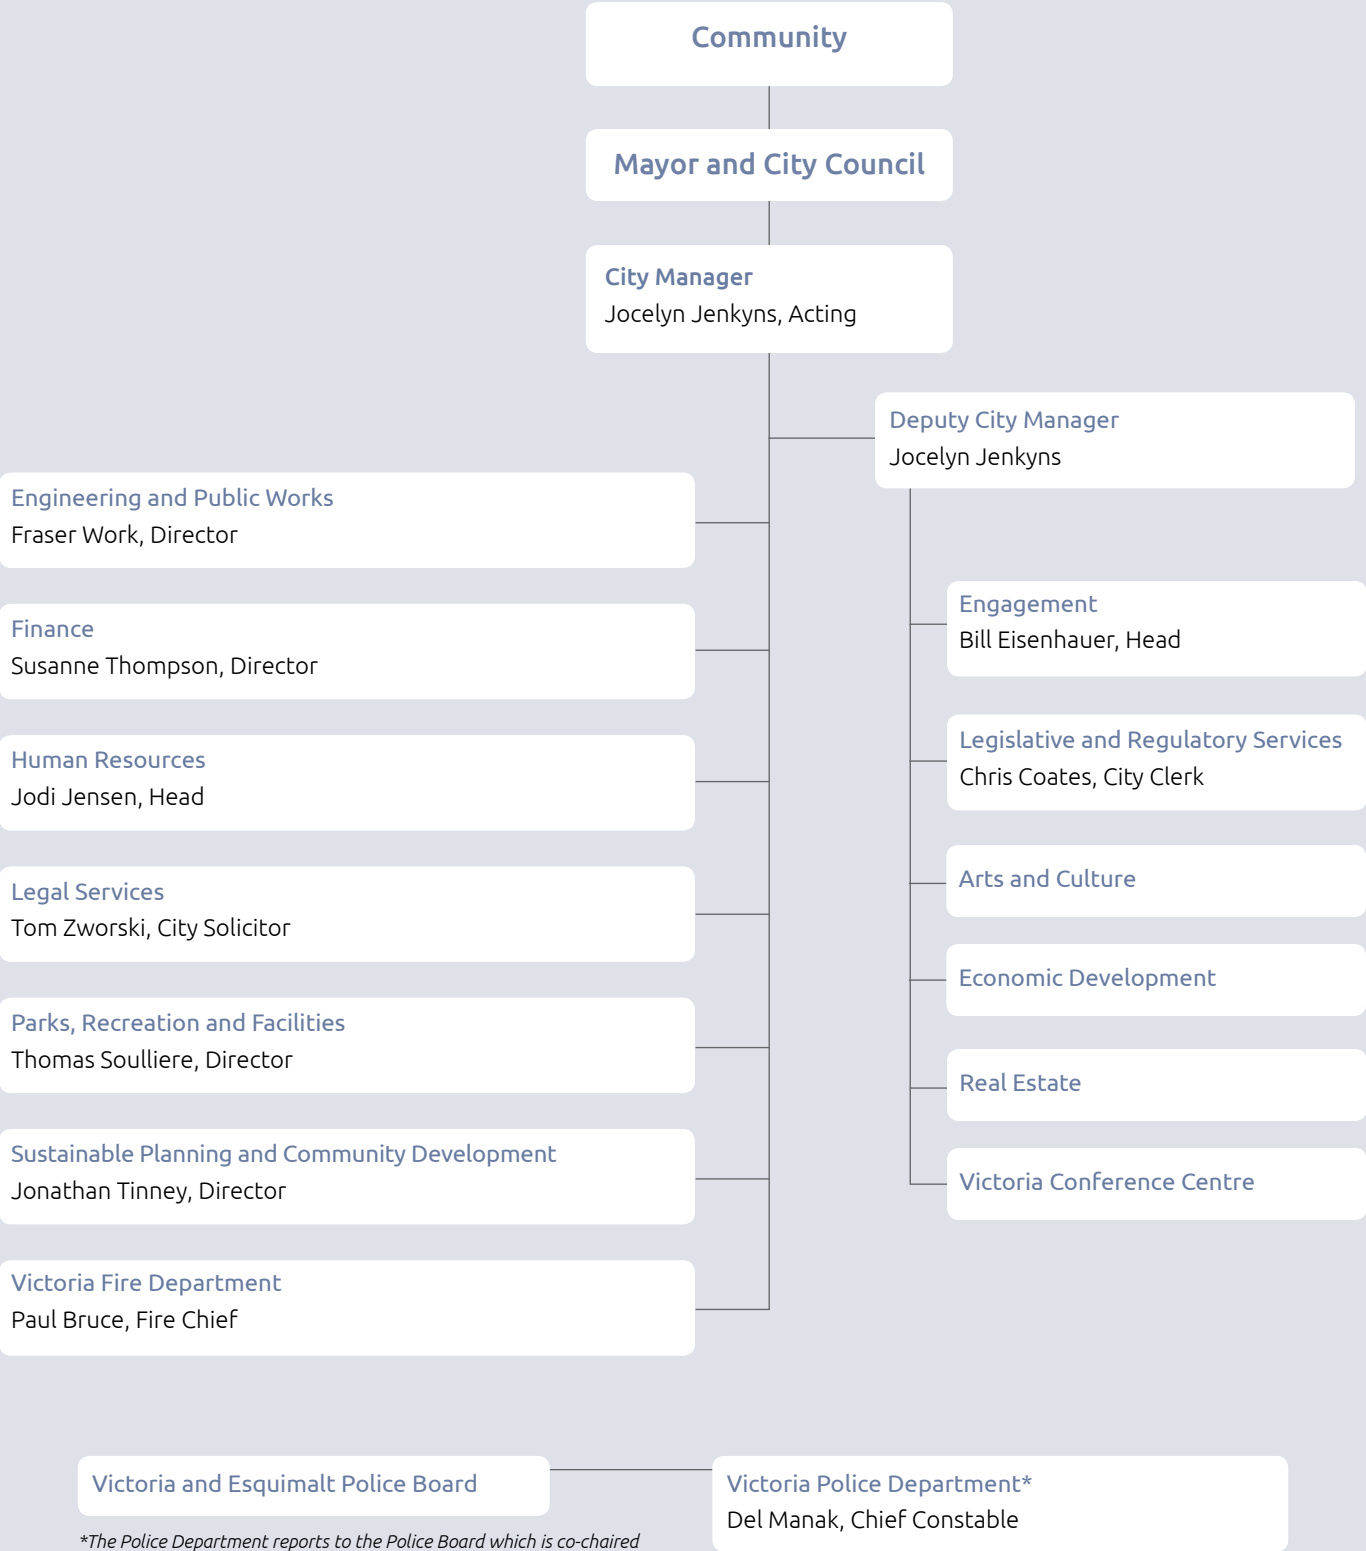 Community
Mayor and City Council
City Manager
Jocelyn Jenkyns, Acting
Deputy City Manager
Jocelyn Jenkyns
Engineering and Public Works
Fraser Work, Director
Finance
Susanne Thompson, Director
Human Resources
Jodi Jensen, Head
Legal Services
Tom Zworski, City Solicitor
Parks, Recreation and Facilities
Thomas Soulliere, Director
Sustainable Planning and Community Development
Jonathan Tinney, Director
Victoria Fire Department
Paul Bruce, Fire Chief
Engagement
Bill Eisenhauer, Head
Legislative and Regulatory Services
Chris Coates, City Clerk
Arts and Culture
Economic Development
Real Estate
Victoria Conference Centre
Victoria and Esquimalt Police Board
Victoria Police Department*
Del Manak, Chief Constable
*The Police Department reports to the Police Board which is co-chaired